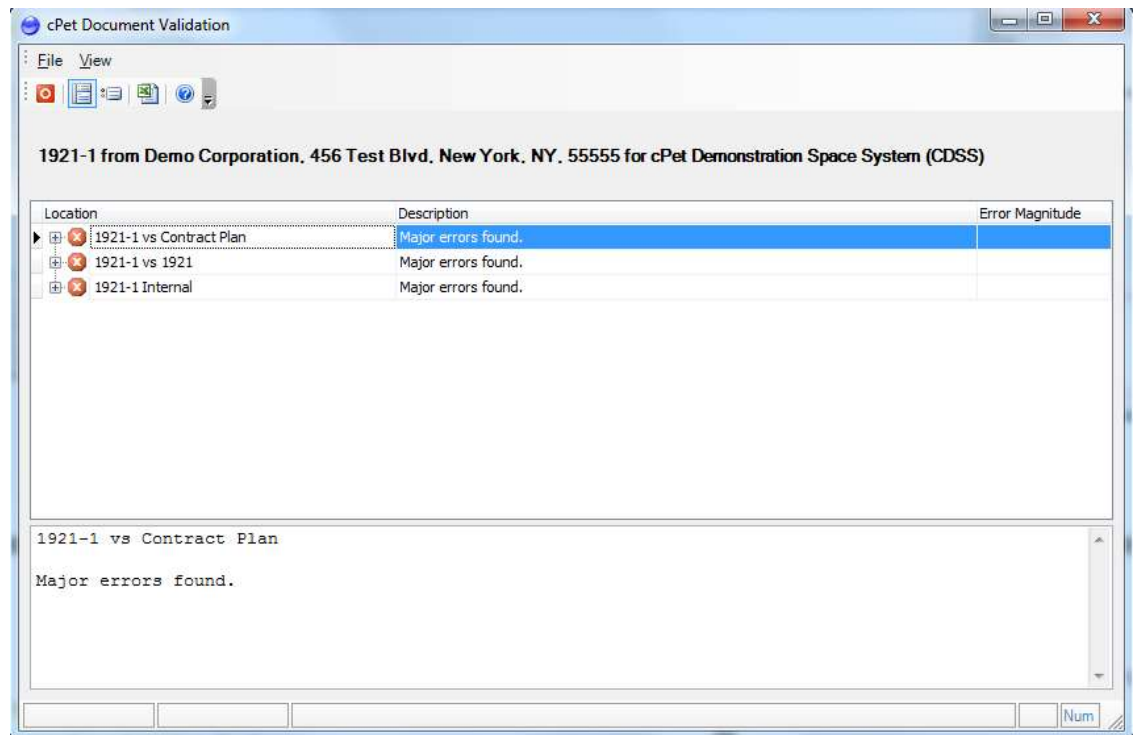 cPet Document Validation
File View
1921-1 from Demo Corporation, 456 Test Blvd, New York, NY, 55555 for cPet Demonstration Space System (CDSS)
Location Description Error Magnitude
1921-1 vs Contract Plan Major errors found.
1921-1 vs 1921 Major errors found.
1921-1 Internal Major errors found.
1921-1 vs Contract Plan
Major errors found.
Num